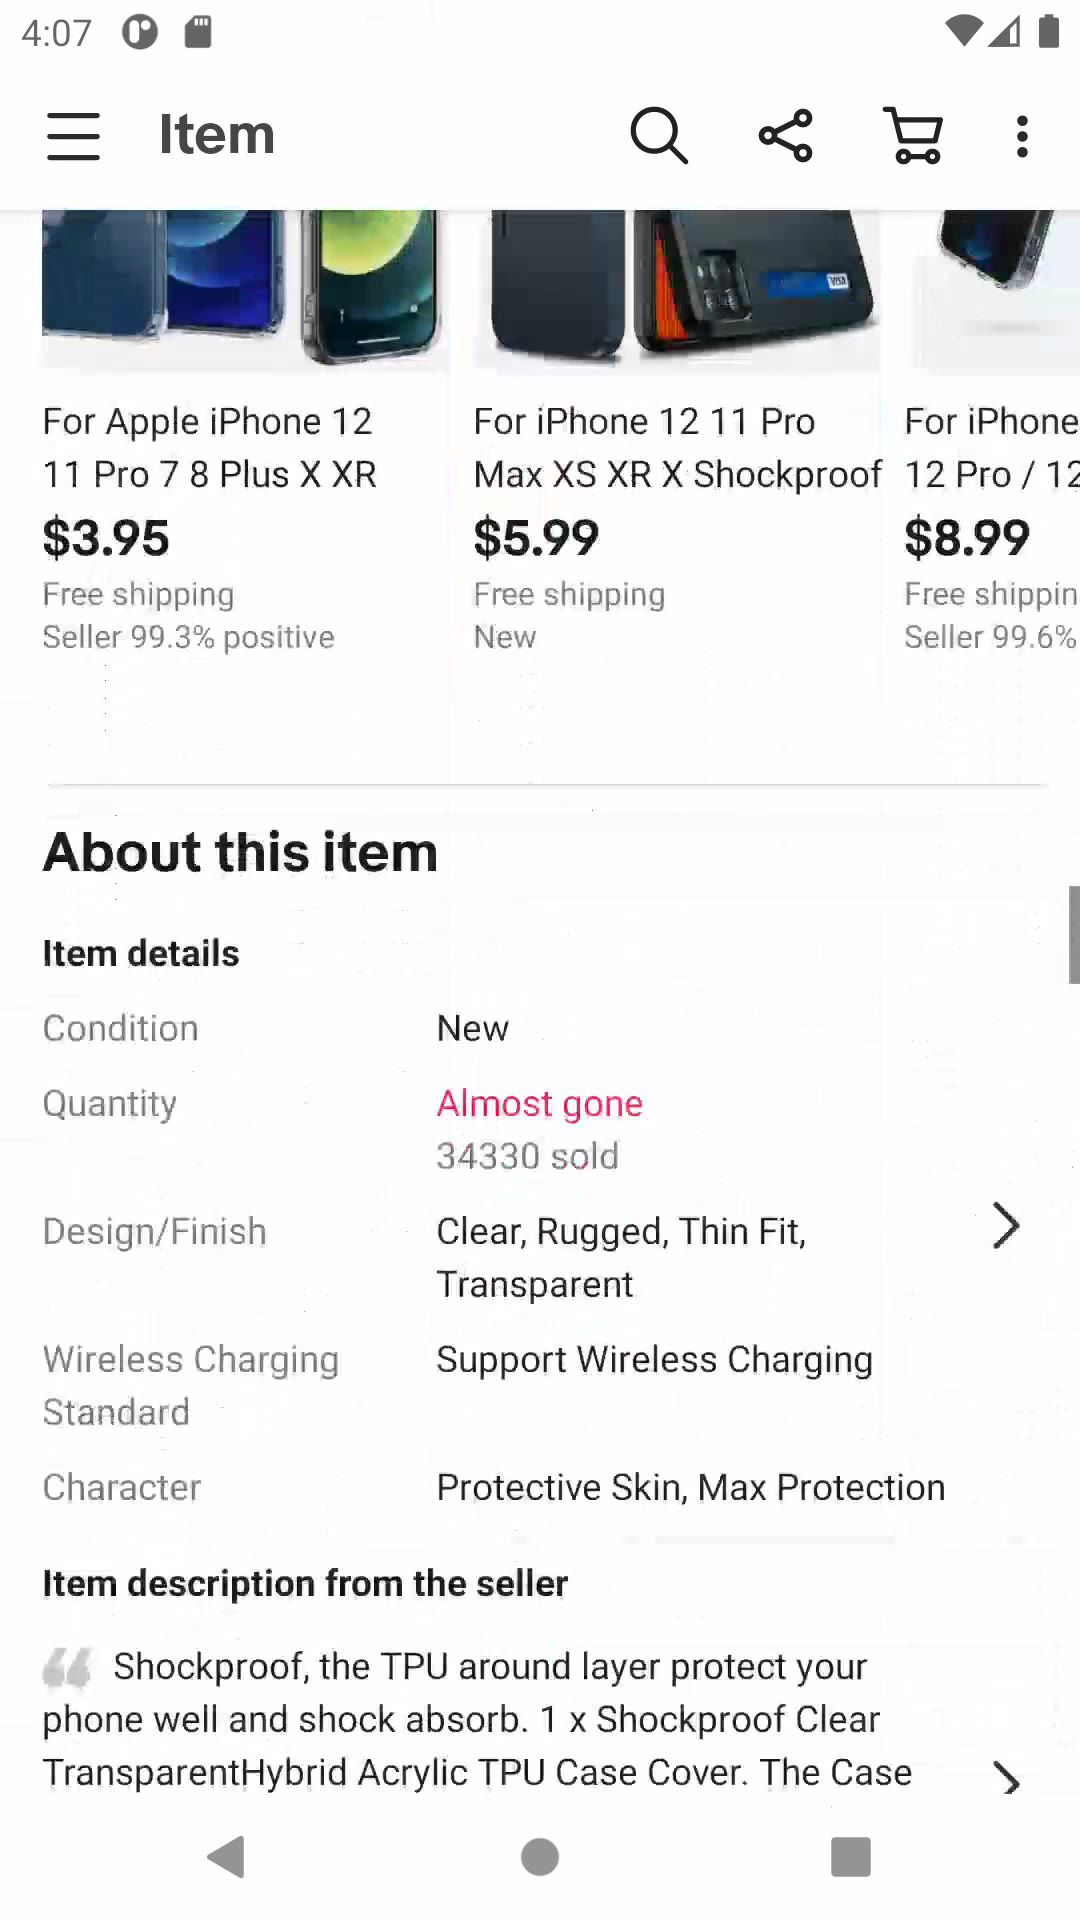 4:07
Item
VISA
For Apple iPhone 12
11 Pro 7 8 Plus X XR
$3.95
Free shipping
Seller 99.3% positive
For iPhone 12 11 Pro
Max XS XR X Shockproof
$5.99
Free shipping
New
For iPhone
12 Pro / 12
$8.99
Free shippin
Seller 99.6%
About this item
Item details
Condition New
Quantity Almost gone
34330 sold
Design/Finish Clear, Rugged, Thin Fit,
Transparent
Wireless Charging Support Wireless Charging
Standard
Character Protective Skin, Max Protection
Item description from the seller
“ Shockproof, the TPU around layer protect your
phone well and shock absorb. 1 x Shockproof Clear
TransparentHybrid Acrylic TPU Case Cover. The Case